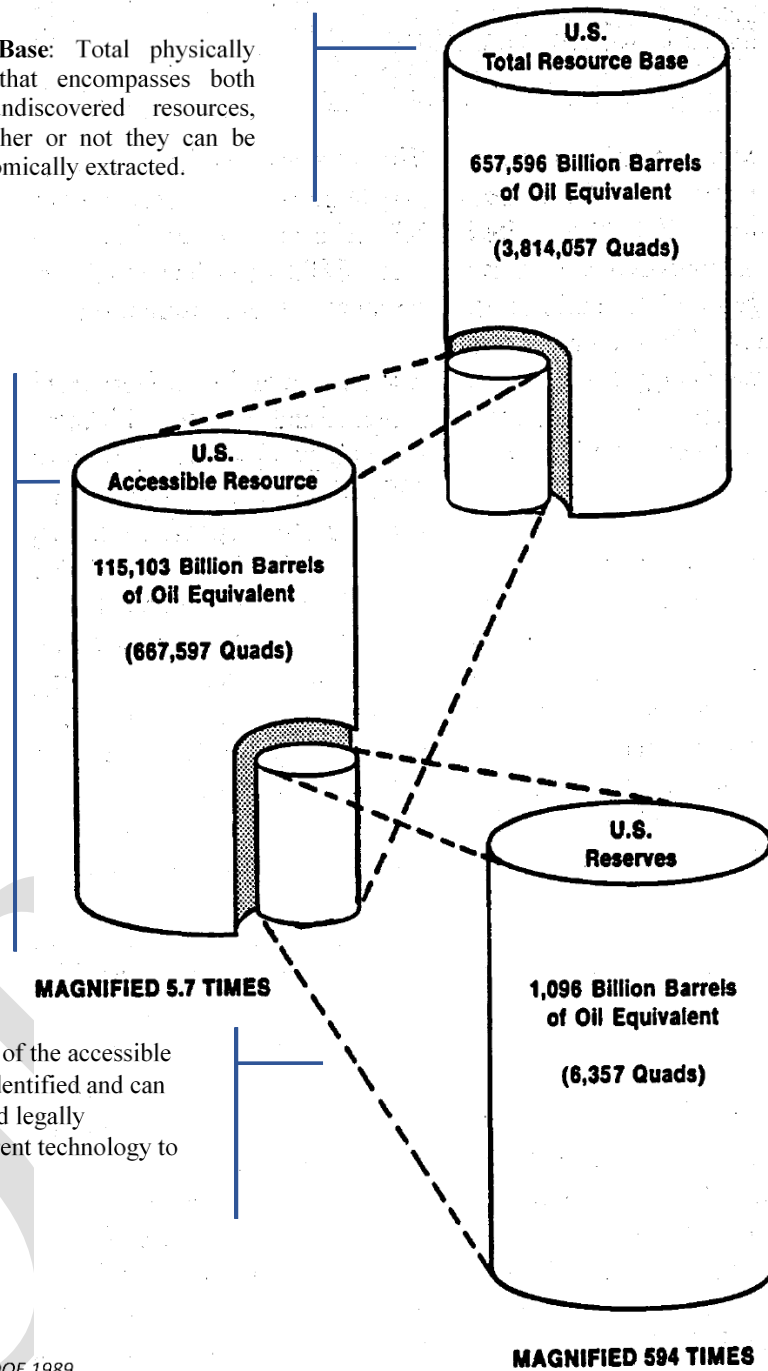 Base: Total physically
that encompasses both
ndiscovered resources,
her or not they can be
omically extracted.
U.S.
Total Resource Base
657,596 Billion Barrels
of Oil Equivalent
(3,814,057 Quads)
U.S.
Accessible Resource
115,103 Billion Barrels
of Oil Equivalent
(667,597 Quads)
MAGNIFIED 5.7 TIMES
of the accessible
dentified and can
d legally
ent technology to
U.S.
Reserves
1,096 Billion Barrels
of Oil Equivalent
(6,357 Quads)
MAGNIFIED 594 TIMES
DOE 1989